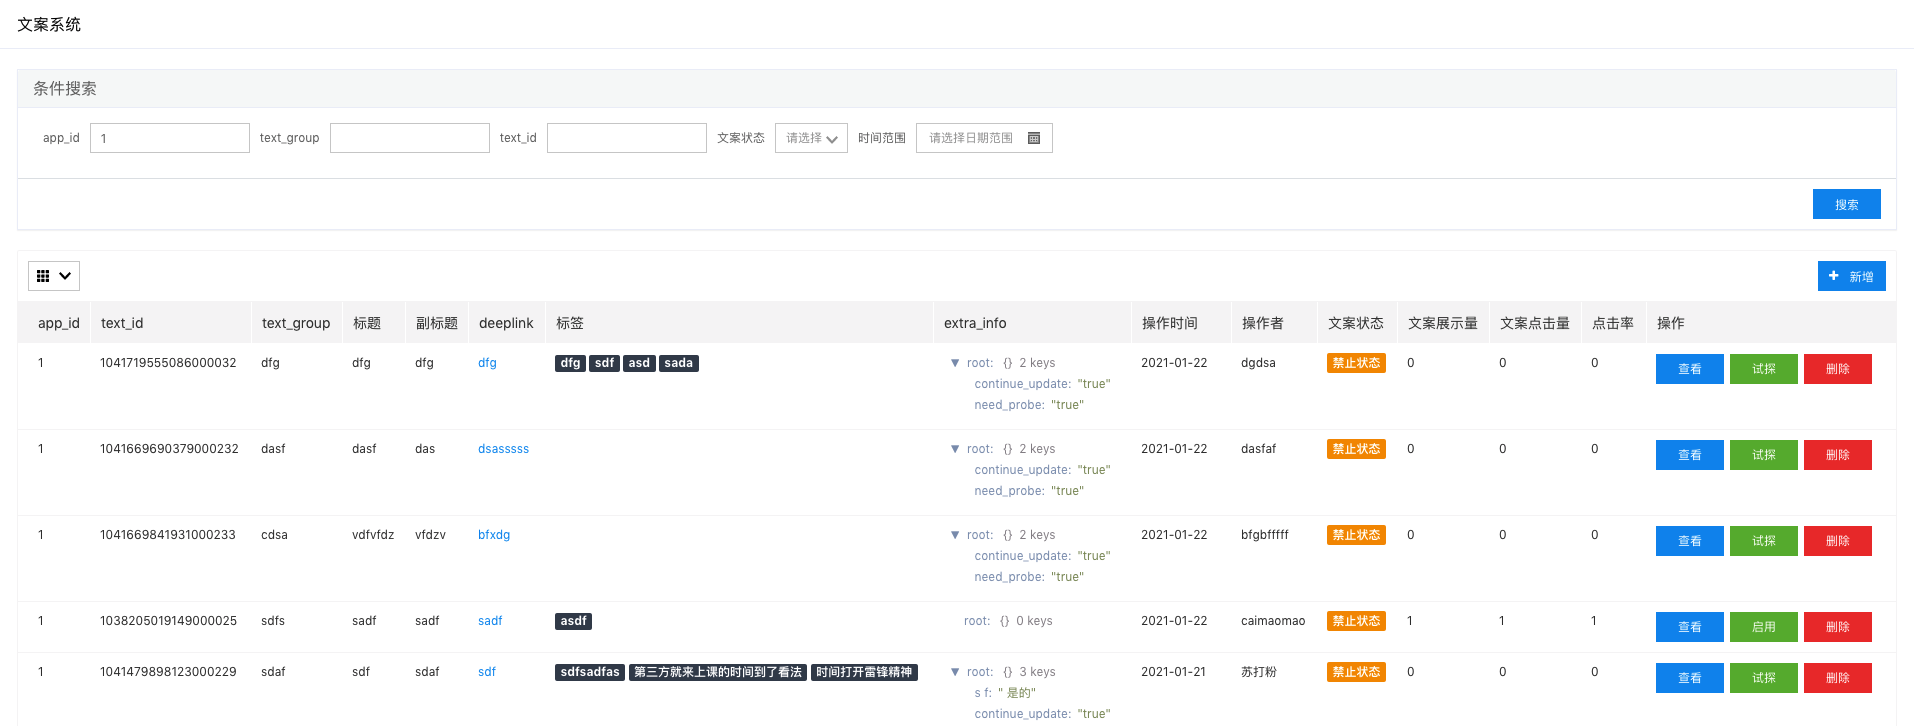 文案系统
条件搜索
app_id 1 text_group text_id 文案状态 请选择 时间范围 请选择日期范围
搜索
新增
app_id text_id text_group 标题 副标题 deeplink 标签 extra_info 操作时间 操作者 文案状态 文案展示量 文案点击量 点击率 操作
1 1041719555086000032 dfg dfg dfg dfg dfg sdf asd sada ▼ root: {} 2 keys 2021-01-22 dgdsa 禁止状态 0 0 0 查看 试探 删除
continue_update: "true"
need_probe: "true"
1 1041669690379000232 dasf dasf das dsasssss ▼ root: {} 2 keys 2021-01-22 dasfaf 禁止状态 0 0 0 查看 试探 删除
continue_update: "true"
need_probe: "true"
1 1041669841931000233 cdsa vdfvfdz vfdzv bfxdg ▼ root: {} 2 keys 2021-01-22 bfgbfffff 禁止状态 0 0 0 查看 试探 删除
continue_update: "true"
need_probe: "true"
1 1038205019149000025 sdfs sadf sadf sadf asdf root: {} 0 keys 2021-01-22 caimaomao 禁止状态 1 1 1 查看 启用 删除
1 1041479898123000229 sdaf sdf sdaf sdf sdfsadfas 第三方就来上课的时间到了看法 时间打开雷锋精神 ▼ root: {} 3 keys 2021-01-21 苏打粉 禁止状态 0 0 0 查看 试探 删除
s f: " 是的"
continue_update: "true"